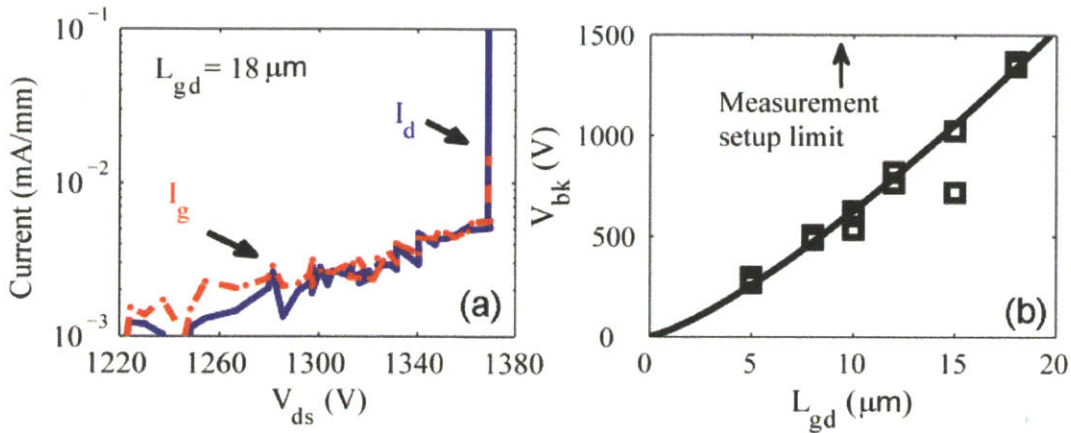 10⁻¹
L_gd = 18 μm
I_d
10⁻²
I_g
10⁻³
(a)
1220 1260 1300 1340 1380
V_ds (V)
Current (mA/mm)
1500
Measurement
setup limit
1000
500
0
(b)
0 5 10 15 20
L_gd (μm)
V_bk (V)